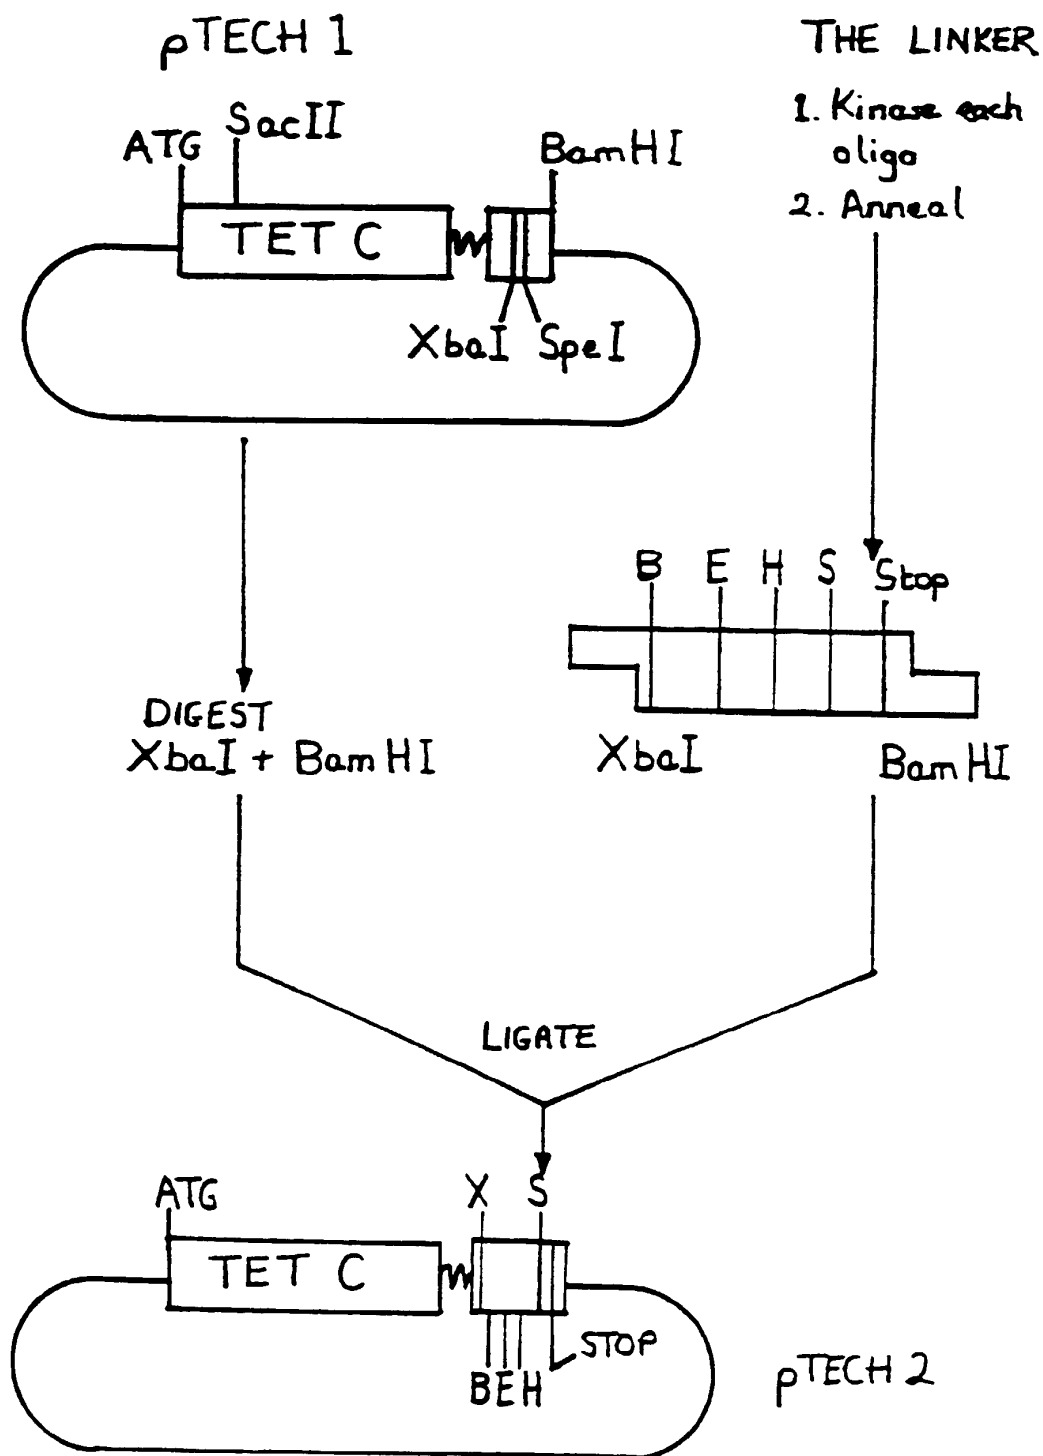 pTECH 1
THE LINKER
1. Kinase each
oligo
2. Anneal
ATG
SacII
BamHI
TET C
XbaI
SpeI
B E H S Stop
XbaI
BamHI
DIGEST
XbaI + BamHI
LIGATE
ATG
X S
TET C
STOP
BEH
pTECH 2